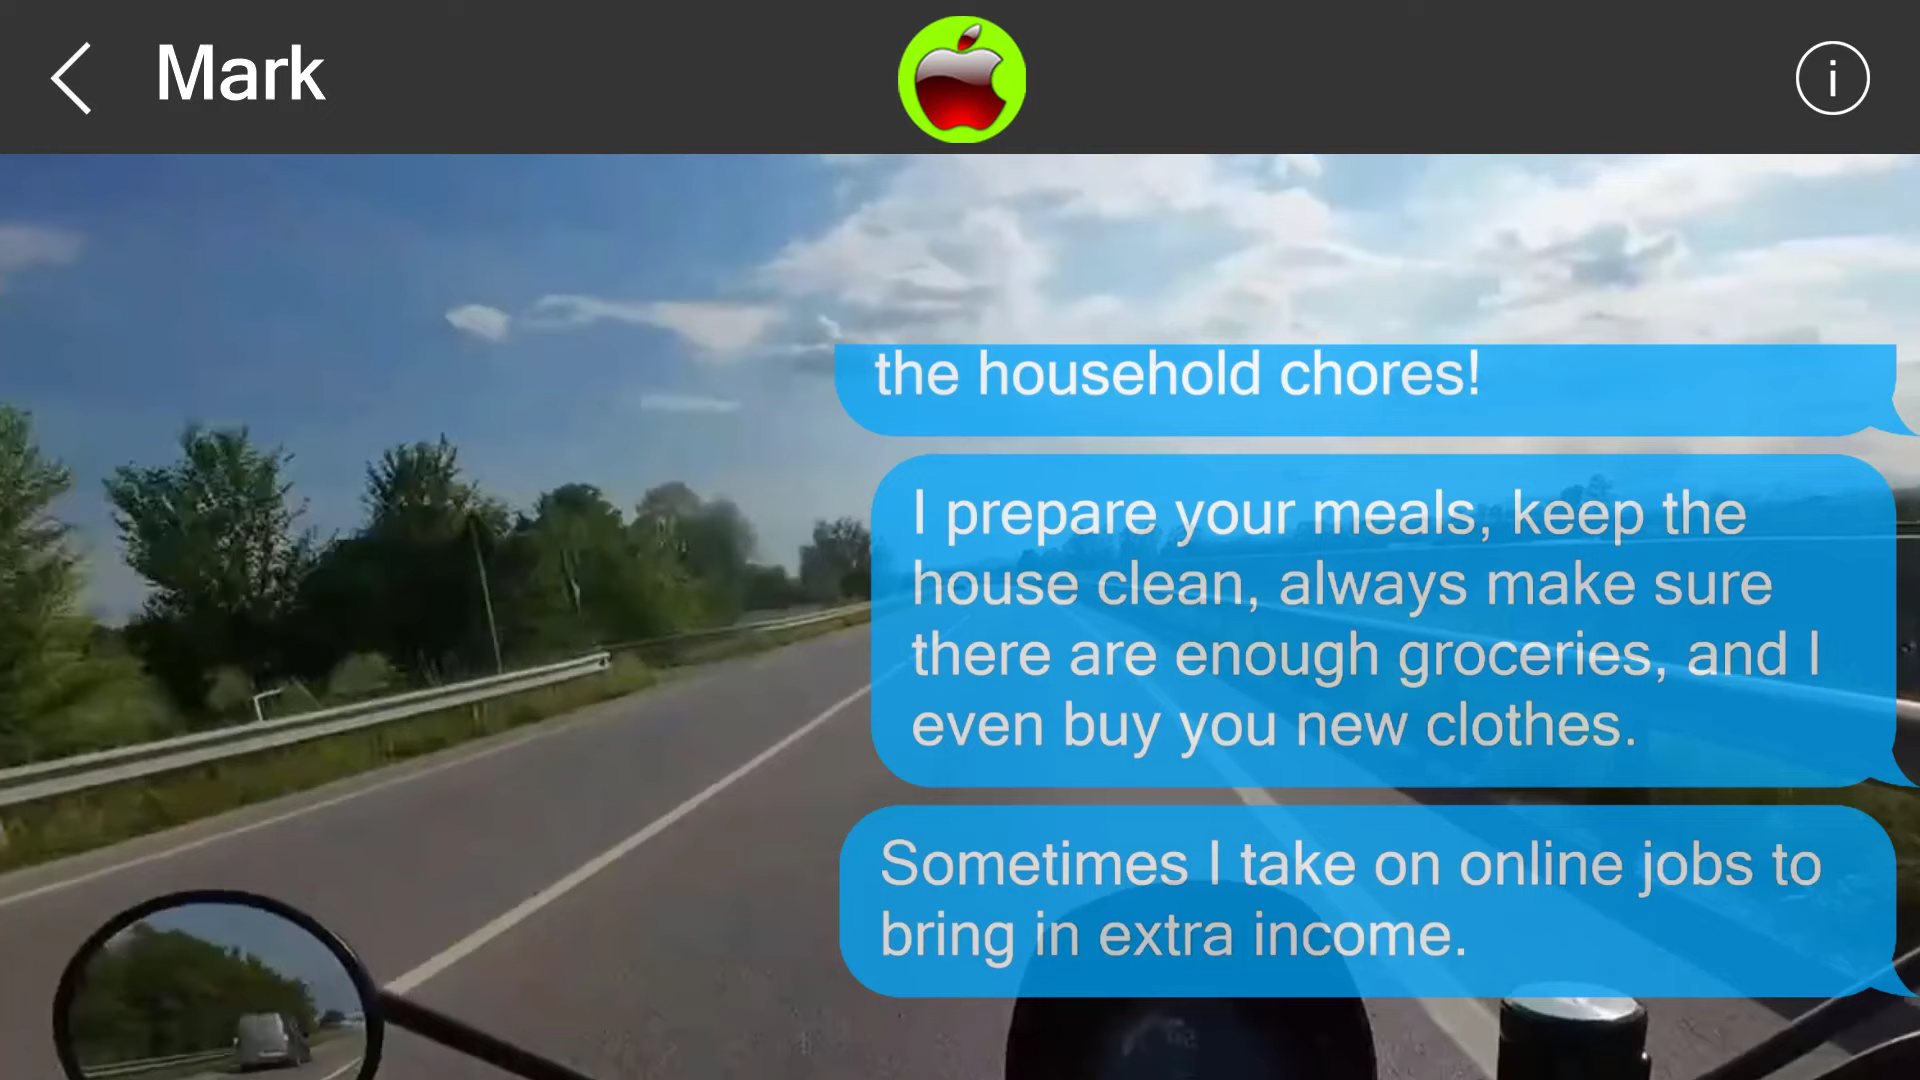 Mark
i
the household chores!
I prepare your meals, keep the
house clean, always make sure
there are enough groceries, and I
even buy you new clothes.
Sometimes I take on online jobs to
bring in extra income.